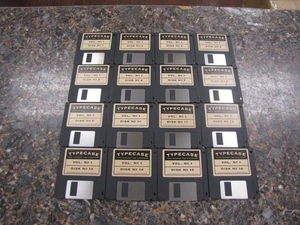 TYPECASE
VOL. Nº 1
DISK Nº
TYPECASE
VOL. Nº 1
DISK Nº
TYPECASE
VOL. Nº 1
DISK Nº
TYPECASE
VOL. Nº 1
DISK Nº
TYPECASE
VOL. Nº 1
DISK Nº
TYPECASE
VOL. Nº 1
DISK Nº
TYPECASE
VOL. Nº 1
DISK Nº
TYPECASE
VOL. Nº 1
DISK Nº
TYPECASE
VOL. Nº 1
DISK Nº
TYPECASE
VOL. Nº 1
DISK Nº
TYPECASE
VOL. Nº 1
DISK Nº
TYPECASE
VOL. Nº 1
DISK Nº
TYPECASE
VOL. Nº 1
DISK Nº
TYPECASE
VOL. Nº 1
DISK Nº
TYPECASE
VOL. Nº 1
DISK Nº
TYPECASE
VOL. Nº 1
DISK Nº